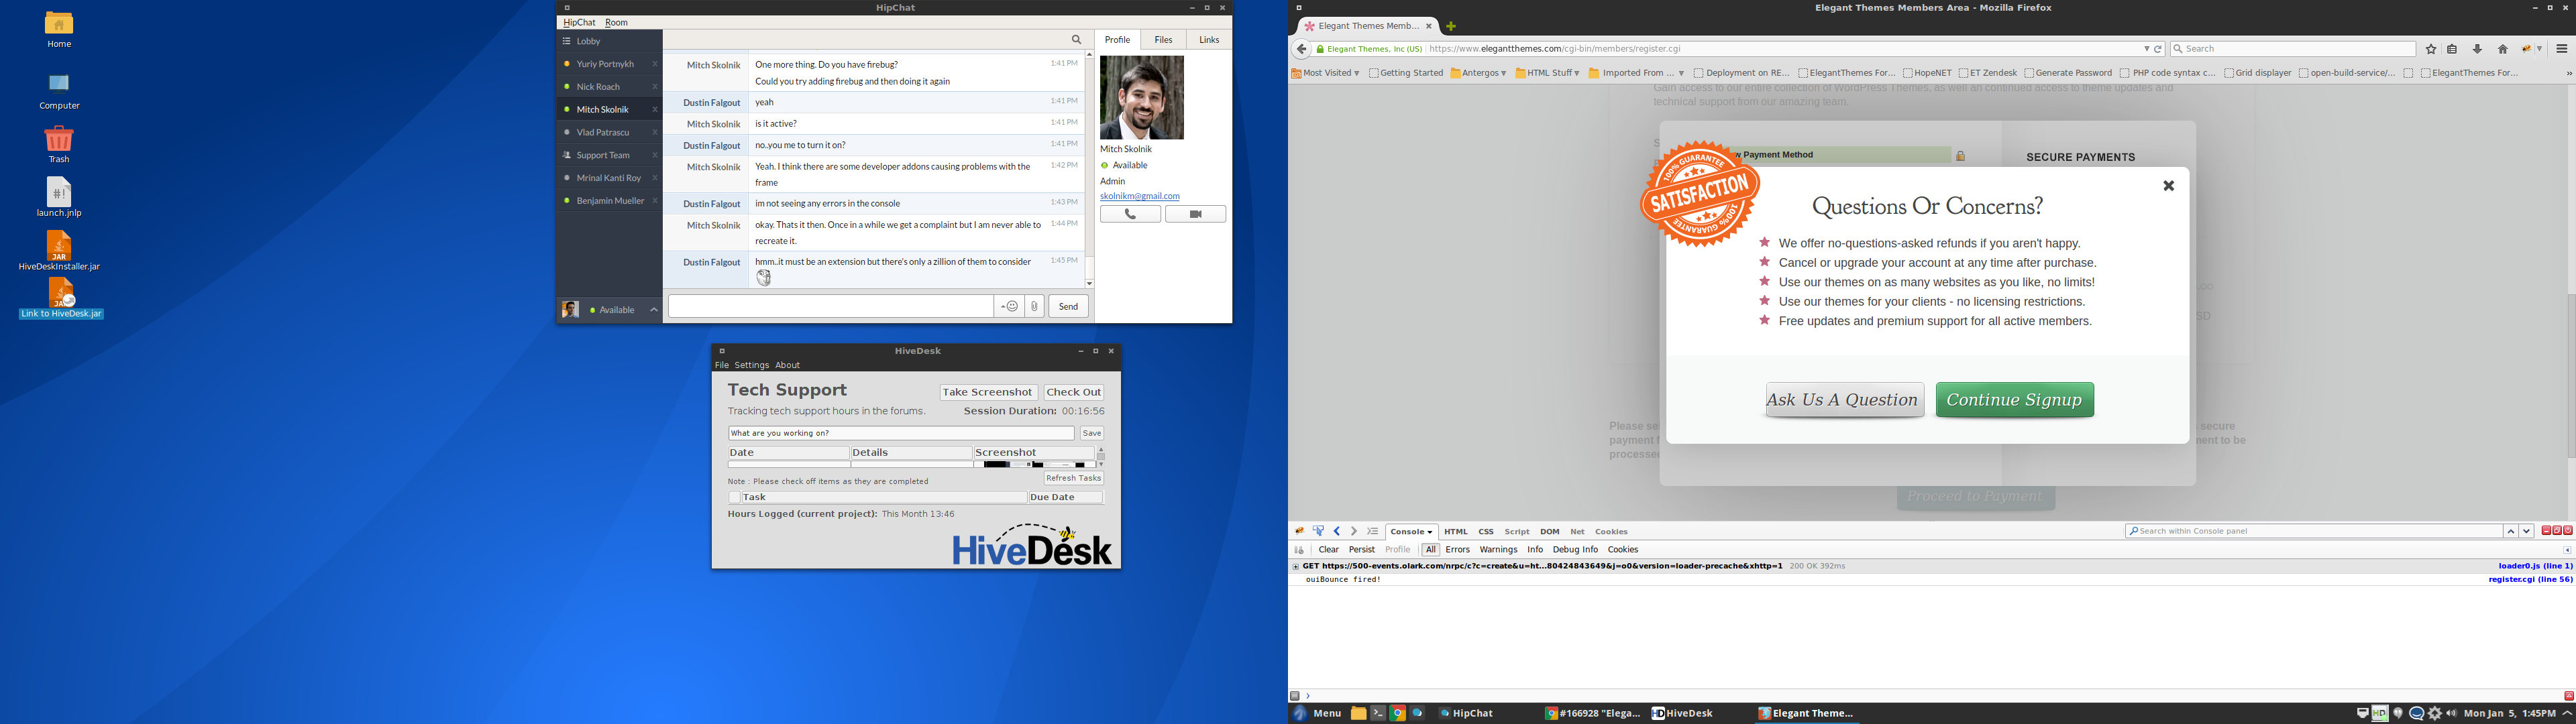 Home
Computer
Trash
launch.jnlp
HiveDeskInstaller.jar
Link to HiveDesk.jar
HipChat
HipChat Room
Lobby
Yuriy Portnykh x
Nick Roach x
Mitch Skolnik x
Vlad Patrascu x
Support Team x
Mrinal Kanti Roy x
Benjamin Mueller x
Available
Mitch Skolnik One more thing. Do you have firebug? 1:41 PM
Could you try adding firebug and then doing it again
Dustin Falgout yeah 1:41 PM
Mitch Skolnik is it active? 1:41 PM
Dustin Falgout no..you me to turn it on? 1:41 PM
Mitch Skolnik Yeah. I think there are some developer addons causing problems with the 1:42 PM
frame
Dustin Falgout im not seeing any errors in the console 1:43 PM
Mitch Skolnik okay. Thats it then. Once in a while we get a complaint but I am never able to 1:44 PM
recreate it.
Dustin Falgout hmm..it must be an extension but there's only a zillion of them to consider 1:45 PM
Send
Profile Files Links
Mitch Skolnik
Available
Admin
skolnikm@gmail.com
HiveDesk
File Settings About
Tech Support Take Screenshot Check Out
Tracking tech support hours in the forums. Session Duration: 00:16:56
What are you working on? Save
Date Details Screenshot
Refresh Tasks
Note : Please check off items as they are completed
Task Due Date
Hours Logged (current project): This Month 13:46
HiveDesk
Elegant Themes Members Area - Mozilla Firefox
Elegant Themes Memb... ×
Elegant Themes, Inc (US) https://www.elegantthemes.com/cgi-bin/members/register.cgi Search
Most Visited Getting Started Antergos HTML Stuff Imported From ... Deployment on RE... ElegantThemes For... HopeNET ET Zendesk Generate Password PHP code syntax c... Grid displayer open-build-service/... ElegantThemes For... »
Gain access to our entire collection of WordPress Themes, as well an continued access to theme updates and
technical support from our amazing team.
w Payment Method
SECURE PAYMENTS
100% GUARANTEE
SATISFACTION
100% GUARANTEE
Questions Or Concerns?
We offer no-questions-asked refunds if you aren't happy.
Cancel or upgrade your account at any time after purchase.
Use our themes on as many websites as you like, no limits!
Use our themes for your clients - no licensing restrictions.
Free updates and premium support for all active members.
Ask Us A Question Continue Signup
SD
Please se secure
payment ment to be
processe
Proceed to Payment
Console HTML CSS Script DOM Net Cookies Search within Console panel
Clear Persist Profile All Errors Warnings Info Debug Info Cookies
GET https://500-events.olark.com/nrpc/c?c=create&u=ht...80424843649&j=o0&version=loader-precache&xhttp=1 200 OK 392ms loader0.js (line 1)
ouiBounce fired! register.cgi (line 56)
Menu HipChat #166928 "Elega... HiveDesk Elegant Theme... Mon Jan 5, 1:45PM